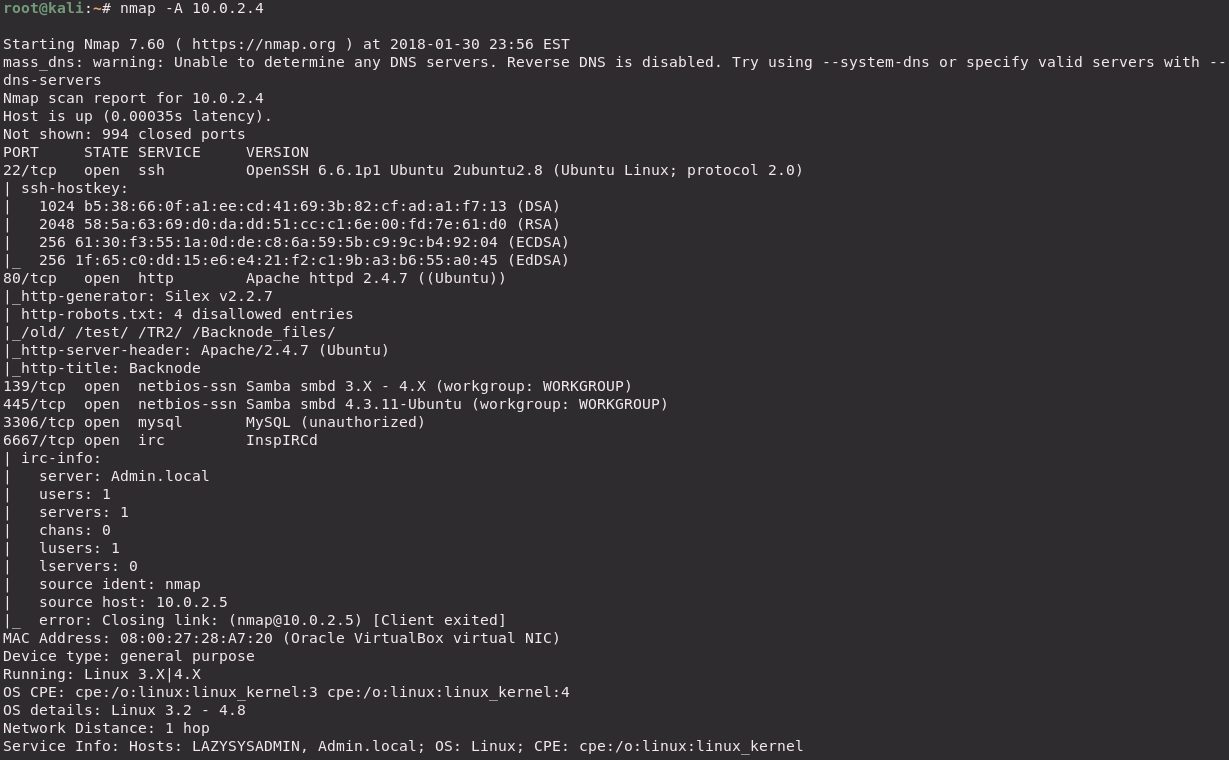 root@kali:~# nmap -A 10.0.2.4
Starting Nmap 7.60 ( https://nmap.org ) at 2018-01-30 23:56 EST
mass_dns: warning: Unable to determine any DNS servers. Reverse DNS is disabled. Try using --system-dns or specify valid servers with --
dns-servers
Nmap scan report for 10.0.2.4
Host is up (0.00035s latency).
Not shown: 994 closed ports
PORT     STATE SERVICE     VERSION
22/tcp   open  ssh         OpenSSH 6.6.1p1 Ubuntu 2ubuntu2.8 (Ubuntu Linux; protocol 2.0)
| ssh-hostkey:
|   1024 b5:38:66:0f:a1:ee:cd:41:69:3b:82:cf:ad:a1:f7:13 (DSA)
|   2048 58:5a:63:69:d0:da:dd:51:cc:c1:6e:00:fd:7e:61:d0 (RSA)
|   256 61:30:f3:55:1a:0d:de:c8:6a:59:5b:c9:9c:b4:92:04 (ECDSA)
|_  256 1f:65:c0:dd:15:e6:e4:21:f2:c1:9b:a3:b6:55:a0:45 (EdDSA)
80/tcp   open  http        Apache httpd 2.4.7 ((Ubuntu))
|_http-generator: Silex v2.2.7
| http-robots.txt: 4 disallowed entries
|_/old/ /test/ /TR2/ /Backnode_files/
|_http-server-header: Apache/2.4.7 (Ubuntu)
|_http-title: Backnode
139/tcp  open  netbios-ssn Samba smbd 3.X - 4.X (workgroup: WORKGROUP)
445/tcp  open  netbios-ssn Samba smbd 4.3.11-Ubuntu (workgroup: WORKGROUP)
3306/tcp open  mysql       MySQL (unauthorized)
6667/tcp open  irc         InspIRCd
| irc-info:
|   server: Admin.local
|   users: 1
|   servers: 1
|   chans: 0
|   lusers: 1
|   lservers: 0
|   source ident: nmap
|   source host: 10.0.2.5
|_  error: Closing link: (nmap@10.0.2.5) [Client exited]
MAC Address: 08:00:27:28:A7:20 (Oracle VirtualBox virtual NIC)
Device type: general purpose
Running: Linux 3.X|4.X
OS CPE: cpe:/o:linux:linux_kernel:3 cpe:/o:linux:linux_kernel:4
OS details: Linux 3.2 - 4.8
Network Distance: 1 hop
Service Info: Hosts: LAZYSYSADMIN, Admin.local; OS: Linux; CPE: cpe:/o:linux:linux_kernel